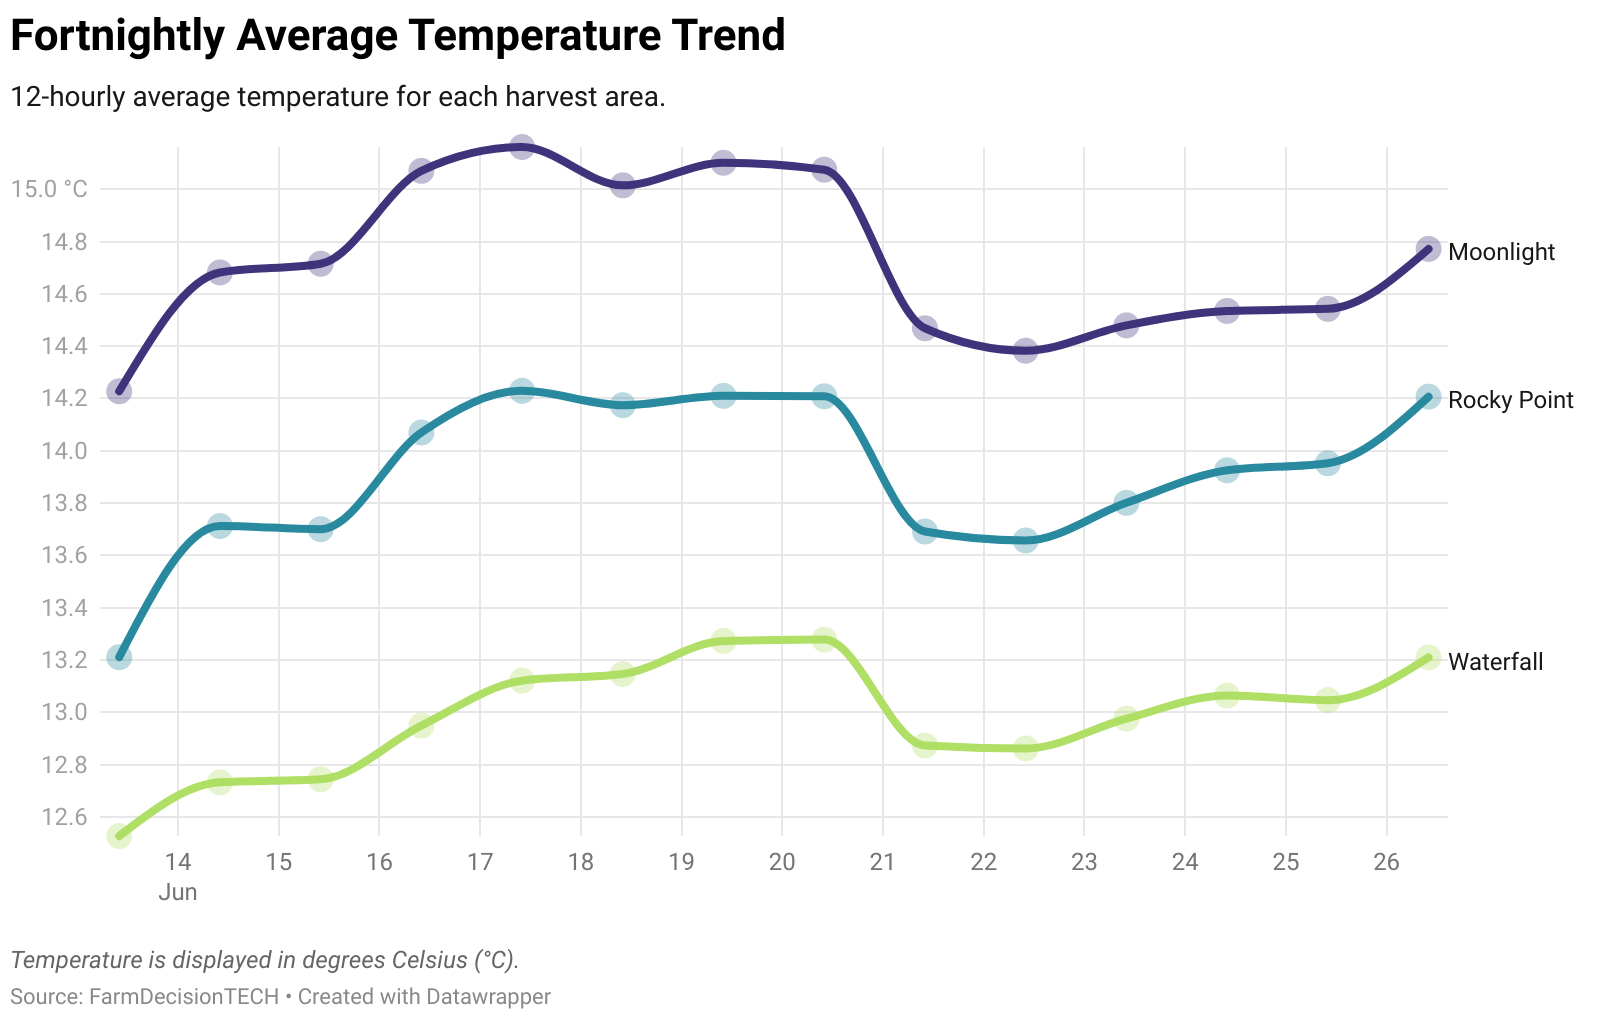 Fortnightly Average Temperature Trend
12-hourly average temperature for each harvest area.
15.0 °C
14.8
14.6
14.4
14.2
14.0
13.8
13.6
13.4
13.2
13.0
12.8
12.6
Moonlight
Rocky Point
Waterfall
14 15 16 17 18 19 20 21 22 23 24 25 26
Jun
Temperature is displayed in degrees Celsius (°C).
Source: FarmDecisionTECH • Created with Datawrapper